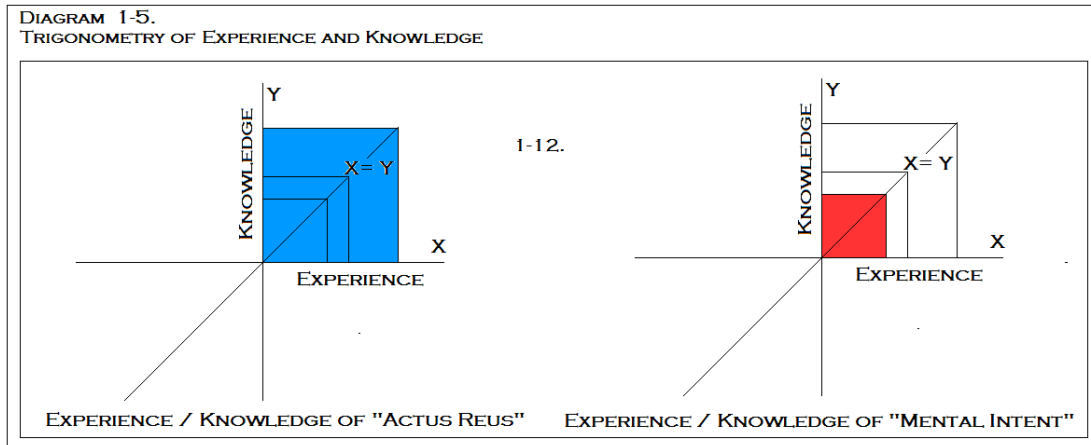 Diagram 1-5.
Trigonometry of Experience and Knowledge
Y
Knowledge
X= Y
X
Experience
Experience / Knowledge of "Actus Reus"
1-12.
Y
Knowledge
X= Y
X
Experience
Experience / Knowledge of "Mental Intent"